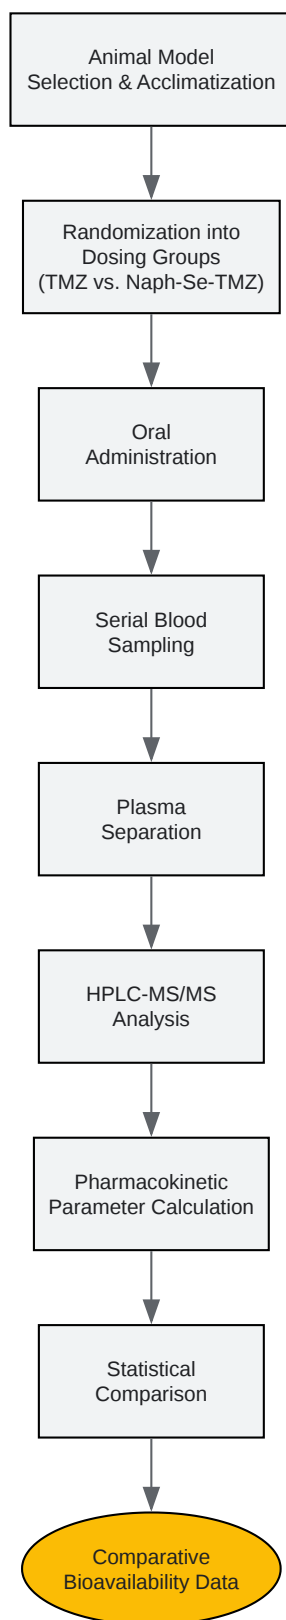 Animal Model
Selection & Acclimatization
Randomization into
Dosing Groups
(TMZ vs. Naph-Se-TMZ)
Oral
Administration
Serial Blood
Sampling
Plasma
Separation
HPLC-MS/MS
Analysis
Pharmacokinetic
Parameter Calculation
Statistical
Comparison
Comparative
Bioavailability Data